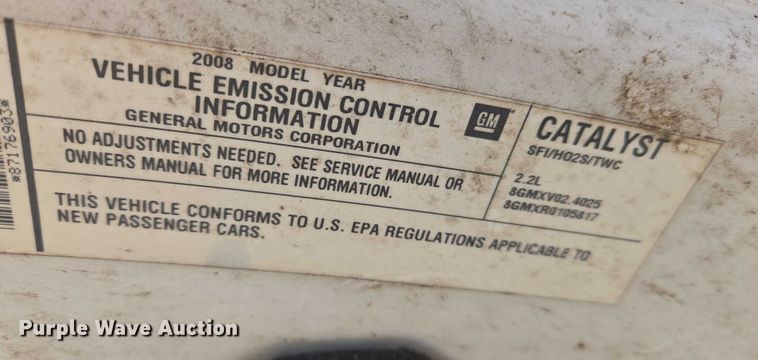 2008 MODEL YEAR
VEHICLE EMISSION CONTROL
INFORMATION
GENERAL MOTORS CORPORATION
GM
NO ADJUSTMENTS NEEDED. SEE SERVICE MANUAL OR
OWNERS MANUAL FOR MORE INFORMATION.
THIS VEHICLE CONFORMS TO U.S. EPA REGULATIONS APPLICABLE TO
NEW PASSENGER CARS.
CATALYST
SFI/HO2S/TWC
2.2L
8GMXV02.4025
8GMXR0105817
*87176903*
Purple Wave Auction